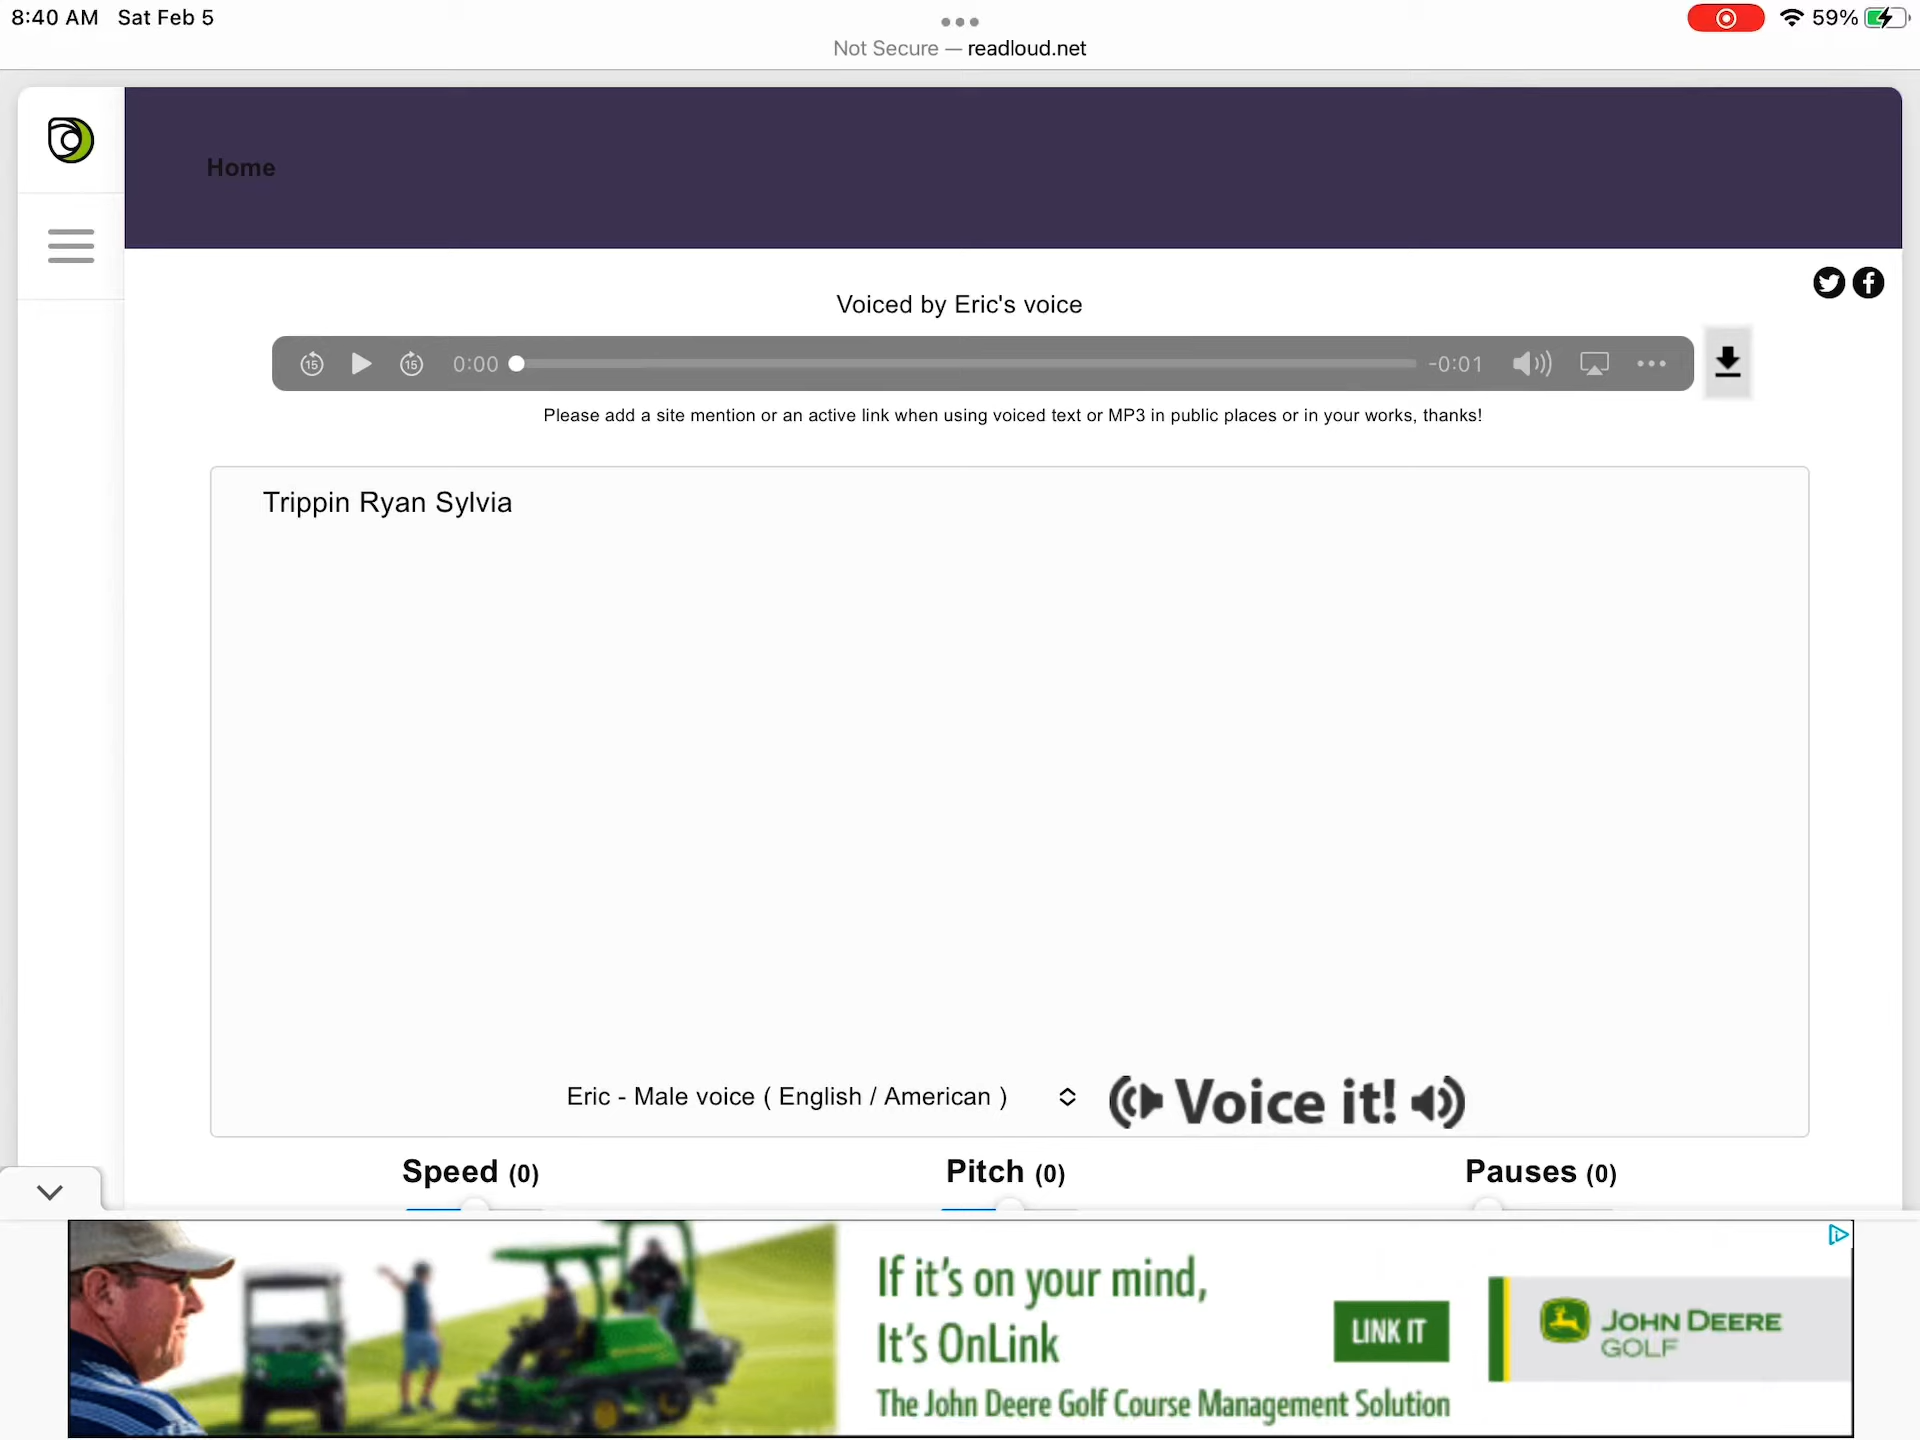 8:40 AM Sat Feb 5
59%
Not Secure — readloud.net
Home
Voiced by Eric's voice
15 15 0:00 -0:01
Please add a site mention or an active link when using voiced text or MP3 in public places or in your works, thanks!
Trippin Ryan Sylvia
Eric - Male voice ( English / American )
Voice it!
Speed (0) Pitch (0) Pauses (0)
If it's on your mind,
It's OnLink
The John Deere Golf Course Management Solution
LINK IT
JOHN DEERE
GOLF